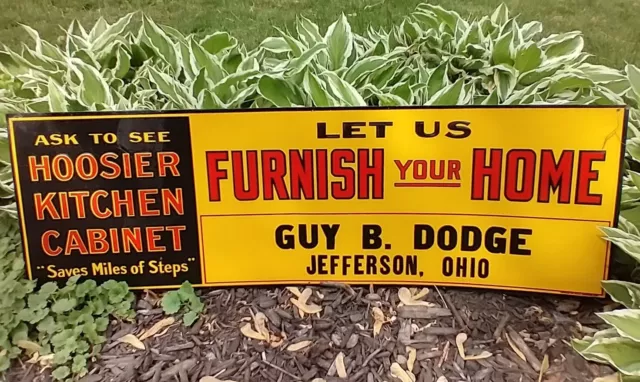 ASK TO SEE
HOOSIER
KITCHEN
CABINET
"Saves Miles of Steps"
LET US
FURNISH YOUR HOME
GUY B. DODGE
JEFFERSON, OHIO